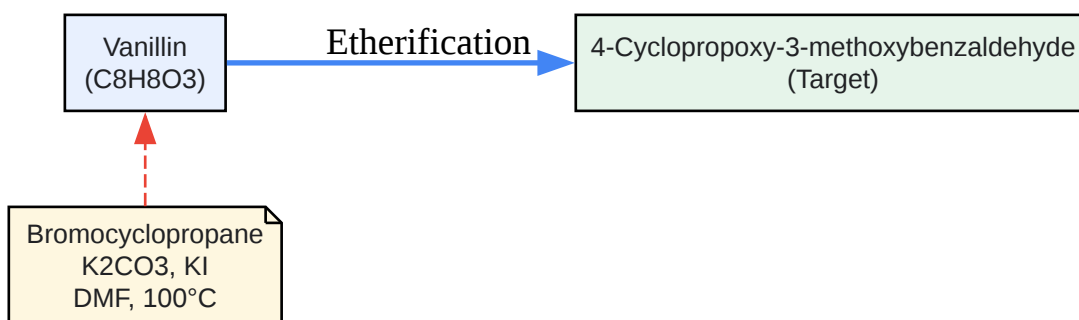 Vanillin
(C8H8O3)
Etherification
4-Cyclopropoxy-3-methoxybenzaldehyde
(Target)
Bromocyclopropane
K2CO3, KI
DMF, 100°C